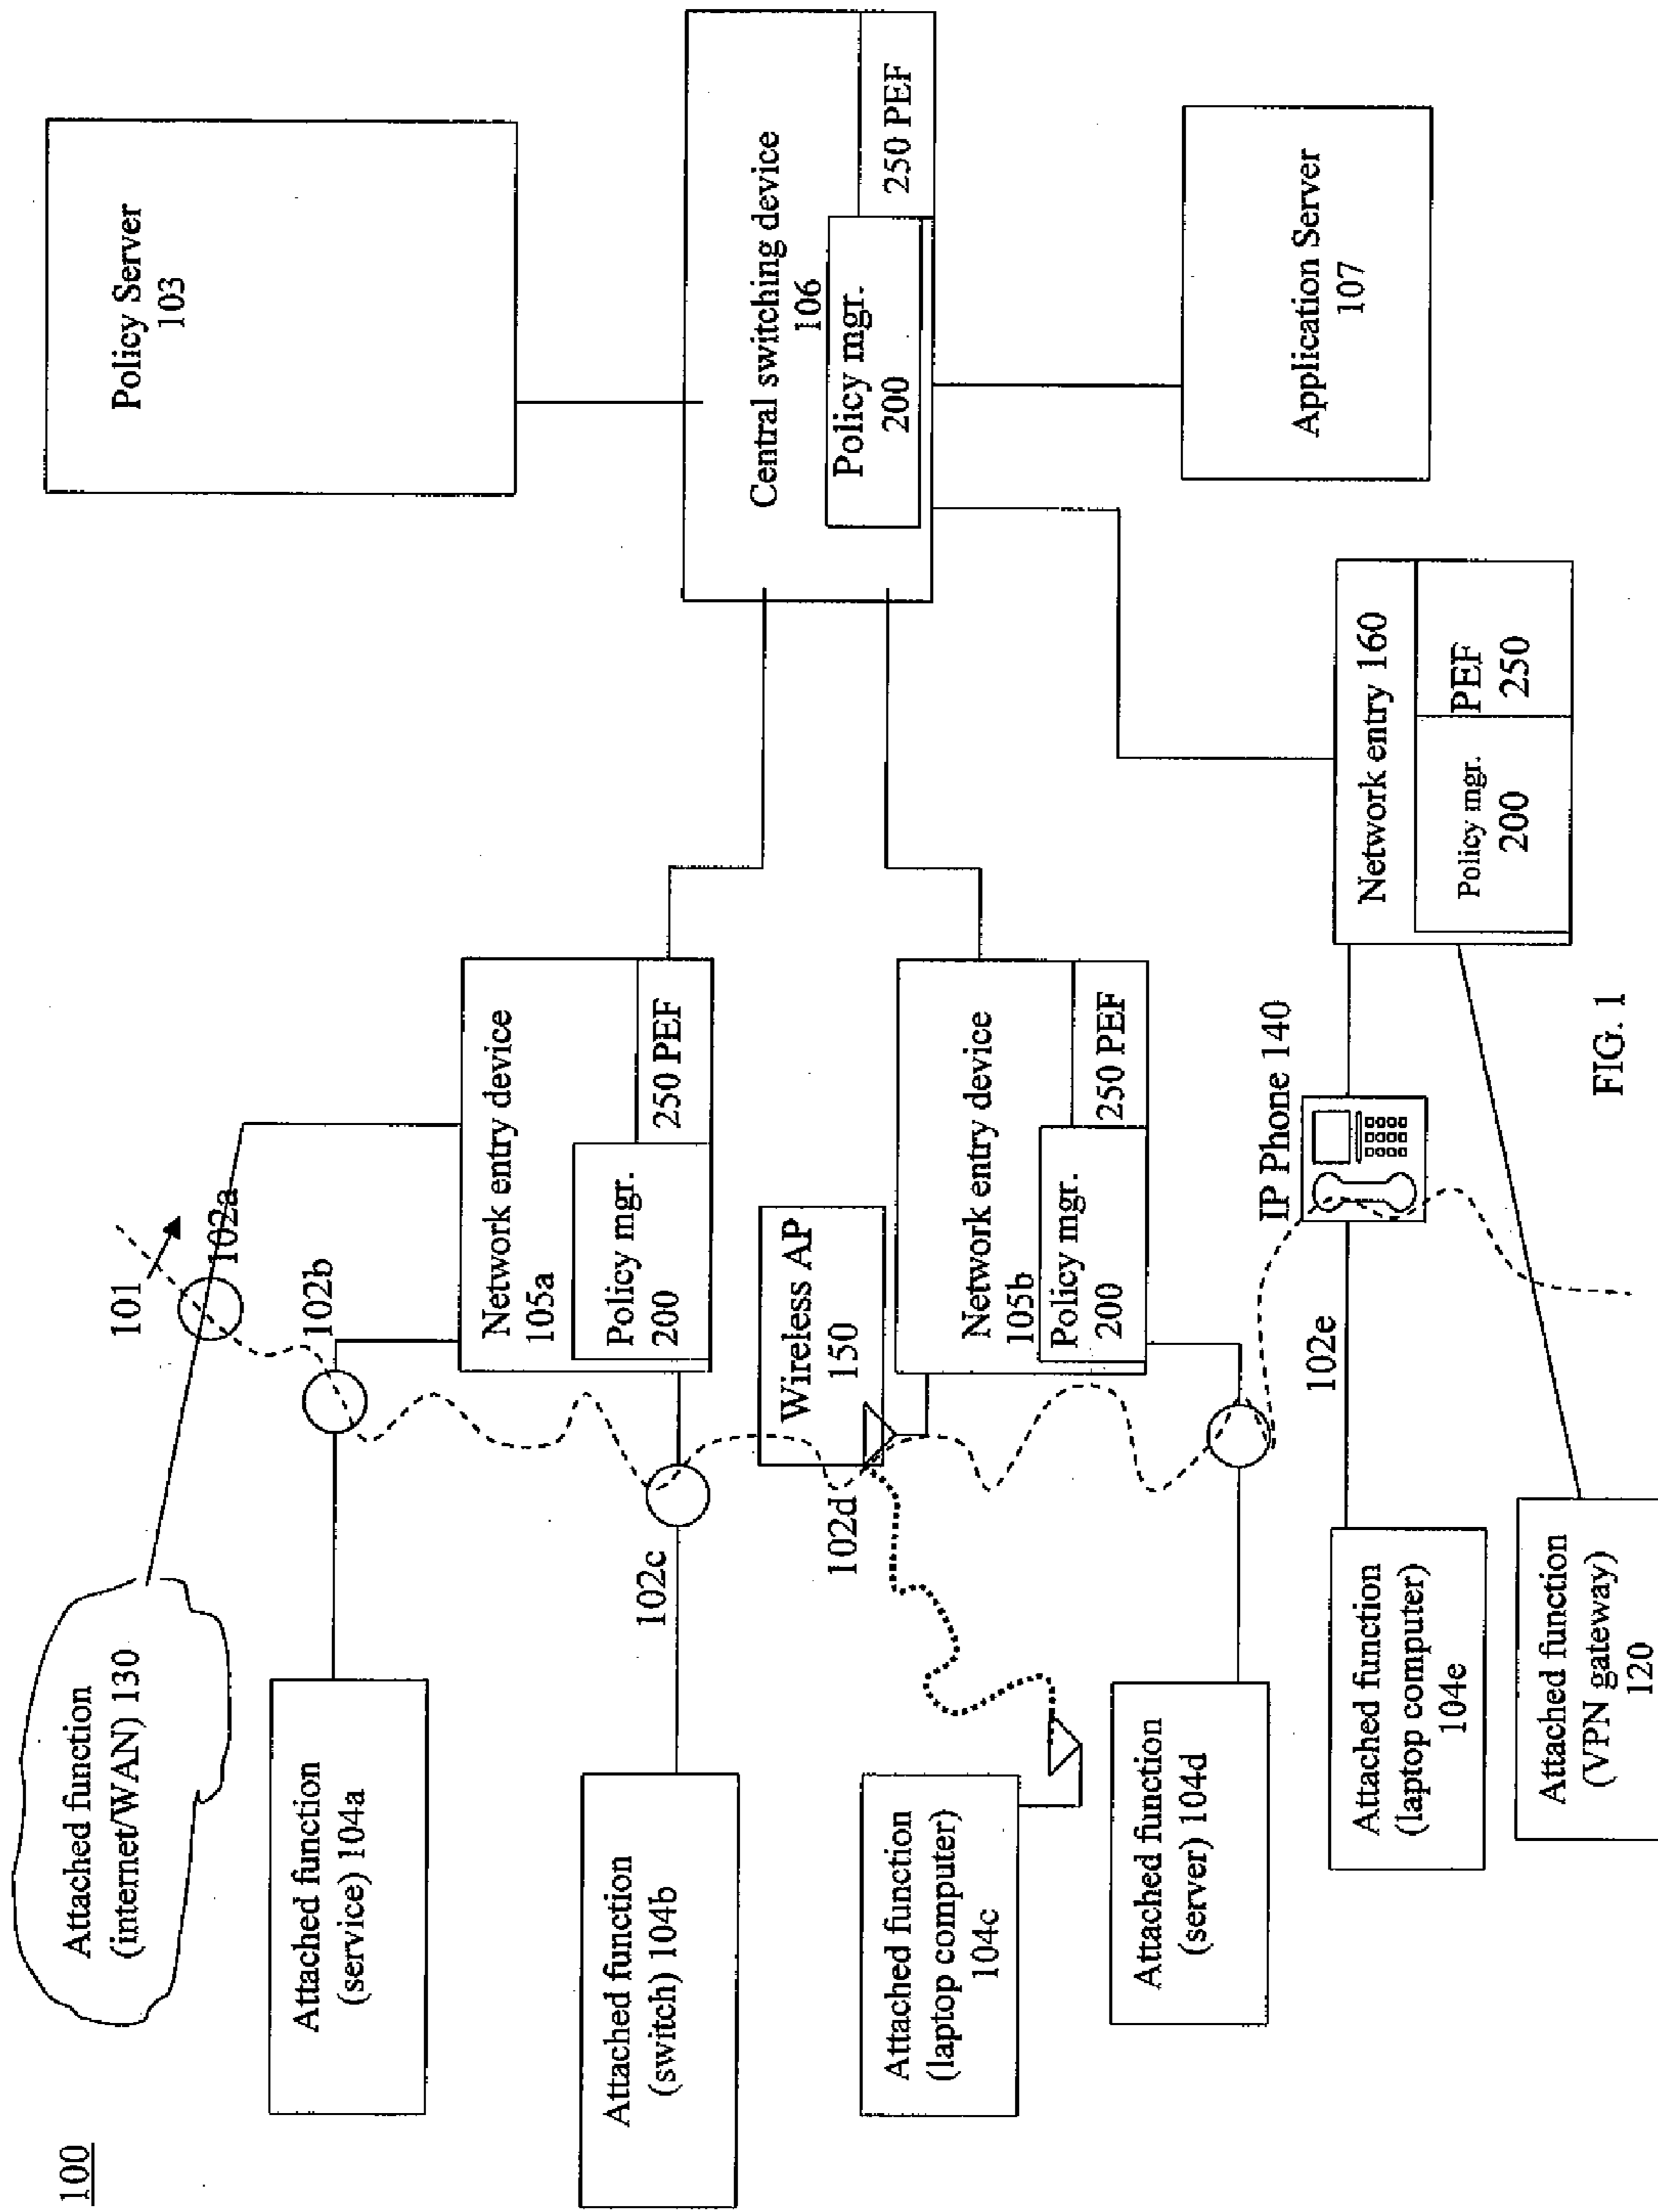 100
Attached function
(internet/WAN) 130
101
102a
Policy Server
103
Attached function
(service) 104a
102b
Network entry device
105a
Policy mgr.
200
250 PEF
Attached function
(switch) 104b
102c
Central switching device
106
Policy mgr.
200
250 PEF
Wireless AP
150
102d
Attached function
(laptop computer)
104c
Network entry device
105b
Policy mgr.
200
250 PEF
Attached function
(server) 104d
Application Server
107
IP Phone 140
102e
Attached function
(laptop computer)
104e
Network entry 160
Policy mgr.
200
PEF
250
Attached function
(VPN gateway)
120
FIG. 1